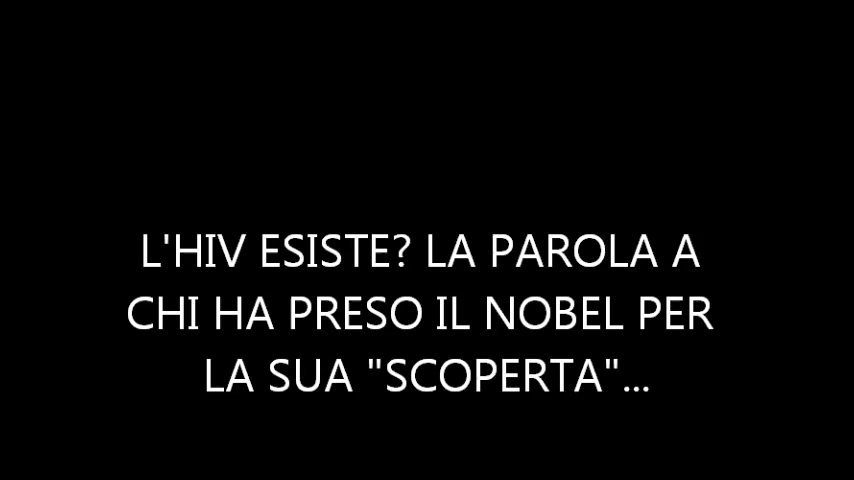 L'HIV ESISTE? LA PAROLA A
CHI HA PRESO IL NOBEL PER
LA SUA "SCOPERTA"...